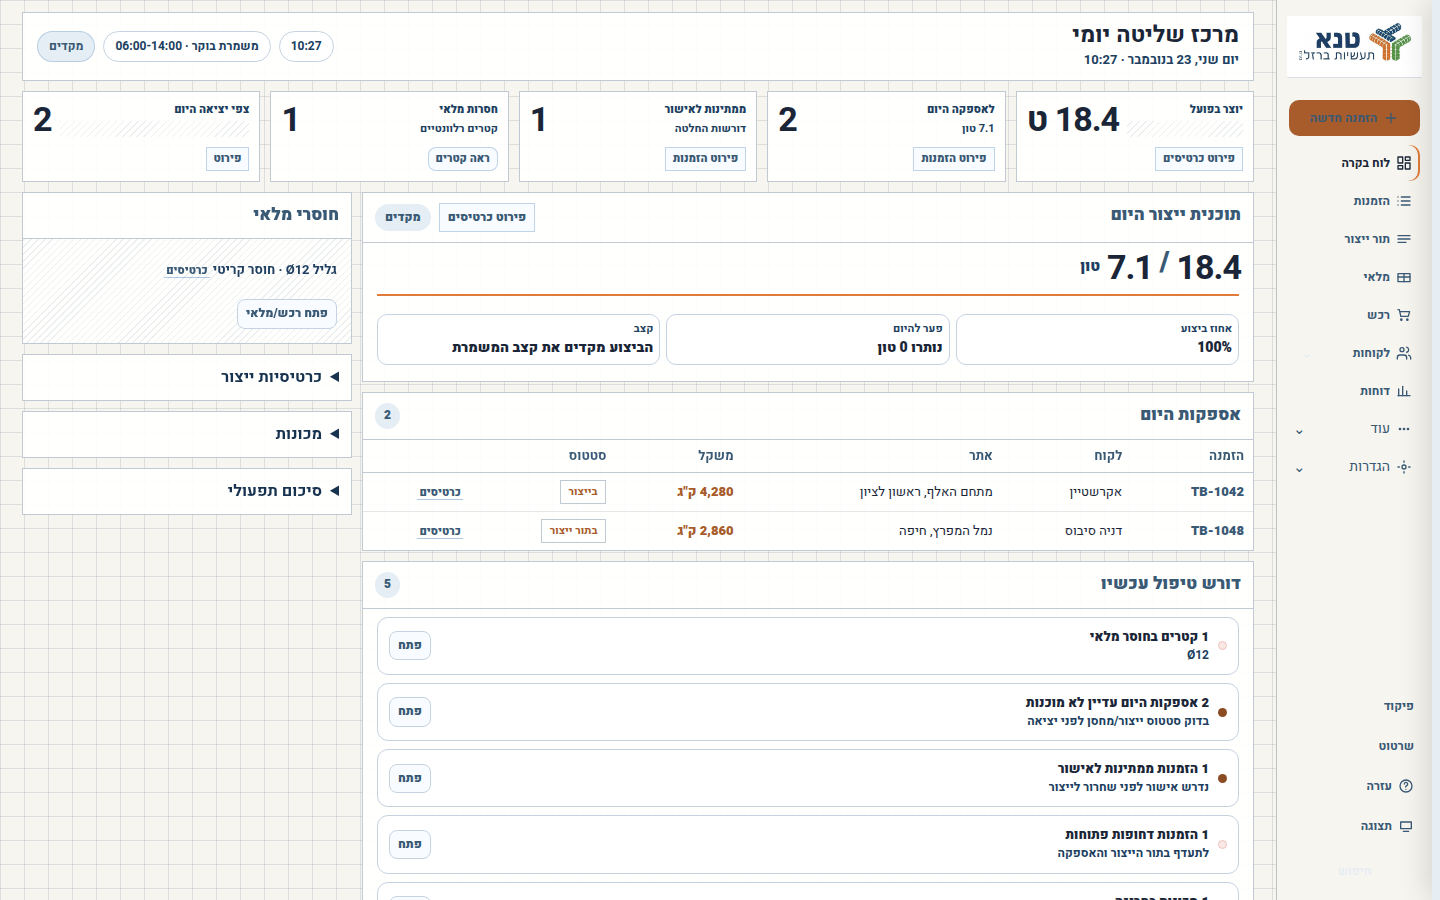 טנא
תעשיות ברזל
הזמנה חדשה
לוח בקרה
הזמנות
תור ייצור
מלאי
רכש
לקוחות
דוחות
עוד
הגדרות
פיקוד
שרטוט
עזרה
תצוגה
חיפוש
מרכז שליטה יומי
יום שני, 23 בנובמבר · 10:27
10:27
משמרת בוקר · 06:00-14:00
מקדים
יוצר בפועל
18.4 ט
פירוט כרטיסים
לאספקה היום
7.1 טון
2
פירוט הזמנות
ממתינות לאישור
דורשות החלטה
1
פירוט הזמנות
חסרות מלאי
קטרים רלוונטיים
1
ראה קטרים
צפי יציאה היום
2
פירוט
תוכנית ייצור היום
פירוט כרטיסים
מקדים
18.4 / 7.1 טון
אחוז ביצוע
100%
פער להיום
נותרו 0 טון
קצב
הביצוע מקדים את קצב המשמרת
אספקות היום
2
הזמנה לקוח אתר משקל סטטוס
TB-1042 אקרשטיין מתחם האלף, ראשון לציון 4,280 ק"ג בייצור כרטיסים
TB-1048 דניה סיבוס נמל המפרץ, חיפה 2,860 ק"ג בתור ייצור כרטיסים
דורש טיפול עכשיו
5
1 קטרים בחוסר מלאי
Ø12
פתח
2 אספקות היום עדיין לא מוכנות
בדוק סטטוס ייצור/מחסן לפני יציאה
פתח
1 הזמנות ממתינות לאישור
נדרש אישור לפני שחרור לייצור
פתח
1 הזמנות דחופות פתוחות
לתעדף בתור הייצור והאספקה
פתח
חוסרי מלאי
גליל Ø12 · חוסר קריטי כרטיסים
פתח רכש/מלאי
כרטיסיות ייצור
מכונות
סיכום תפעולי